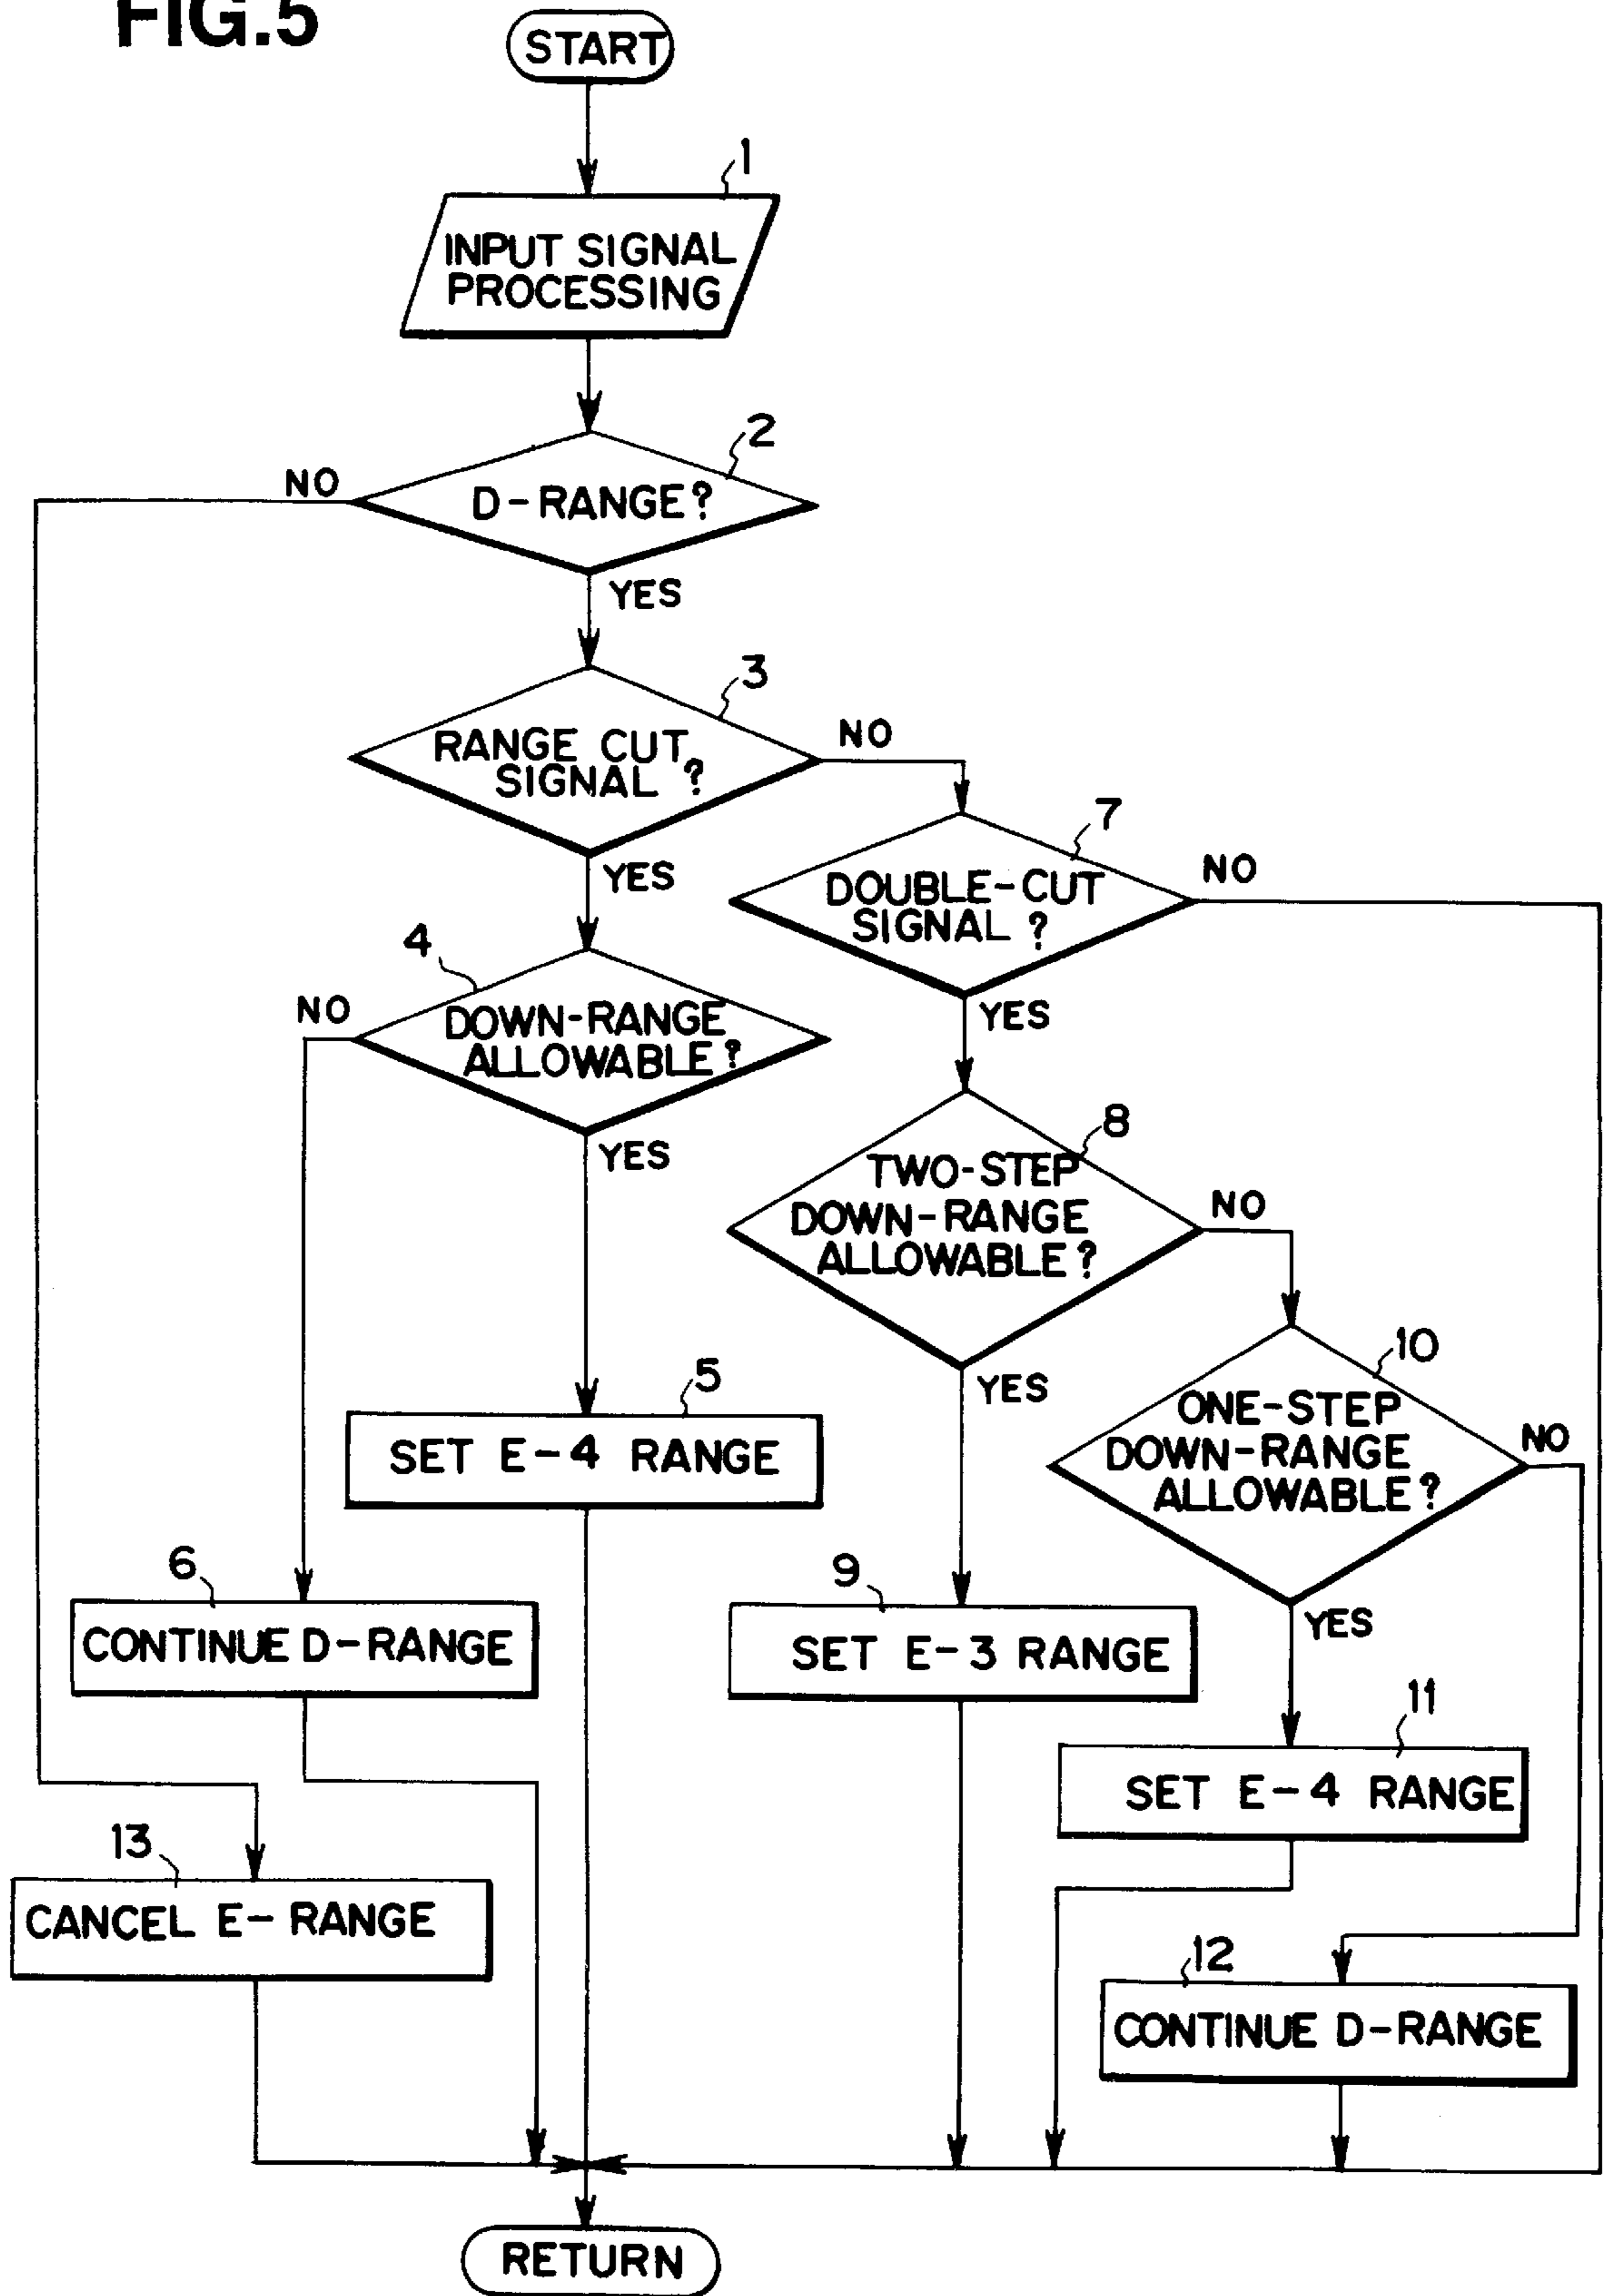 FIG.5
START
1
INPUT SIGNAL
PROCESSING
2
NO
D-RANGE?
YES
3
RANGE CUT
SIGNAL ?
NO
YES
7
DOUBLE-CUT
SIGNAL ?
NO
YES
4
NO
DOWN-RANGE
ALLOWABLE?
YES
8
TWO-STEP
DOWN-RANGE
ALLOWABLE?
NO
YES
10
ONE-STEP
DOWN-RANGE
ALLOWABLE?
NO
YES
5
SET E-4 RANGE
6
CONTINUE D-RANGE
9
SET E-3 RANGE
11
SET E-4 RANGE
13
CANCEL E- RANGE
12
CONTINUE D-RANGE
RETURN